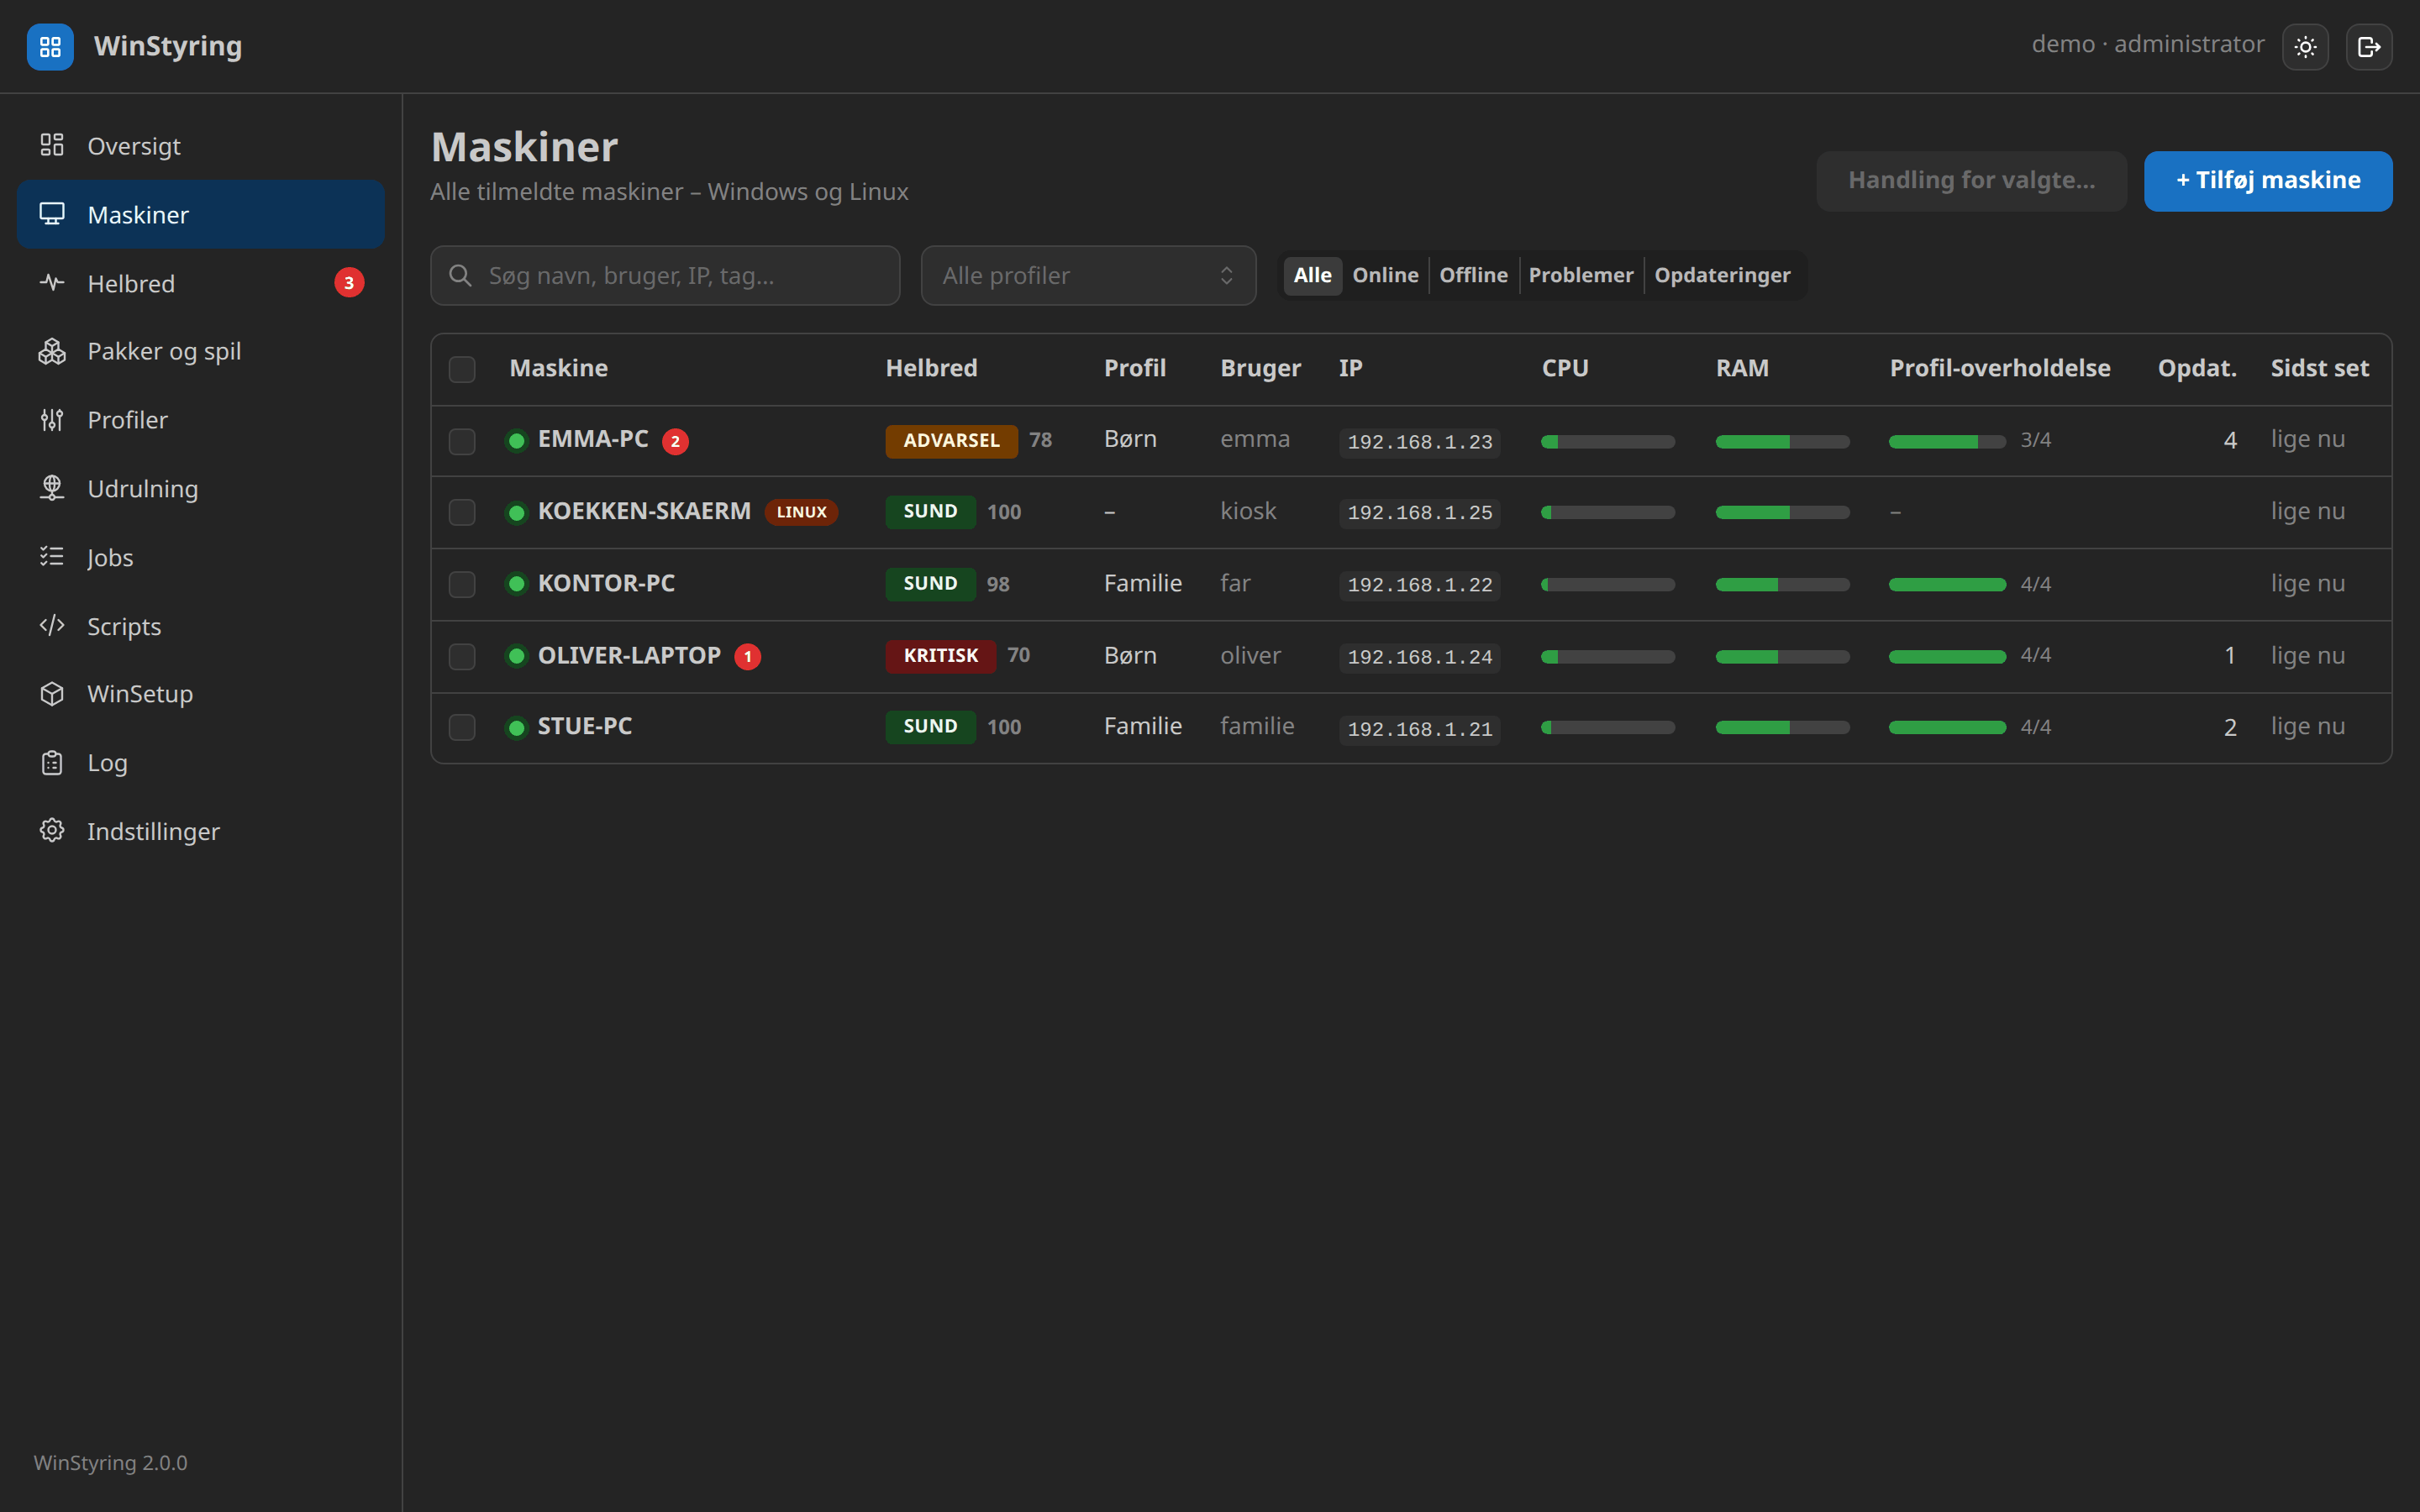 WinStyring
demo · administrator
Oversigt
Maskiner
Helbred 3
Pakker og spil
Profiler
Udrulning
Jobs
Scripts
WinSetup
Log
Indstillinger
WinStyring 2.0.0
Maskiner
Alle tilmeldte maskiner – Windows og Linux
Handling for valgte...
+ Tilføj maskine
Søg navn, bruger, IP, tag...
Alle profiler
Alle Online Offline Problemer Opdateringer
Maskine Helbred Profil Bruger IP CPU RAM Profil-overholdelse Opdat. Sidst set
EMMA-PC 2 ADVARSEL 78 Børn emma 192.168.1.23 3/4 4 lige nu
KOEKKEN-SKAERM LINUX SUND 100 – kiosk 192.168.1.25 – lige nu
KONTOR-PC SUND 98 Familie far 192.168.1.22 4/4 lige nu
OLIVER-LAPTOP 1 KRITISK 70 Børn oliver 192.168.1.24 4/4 1 lige nu
STUE-PC SUND 100 Familie familie 192.168.1.21 4/4 2 lige nu